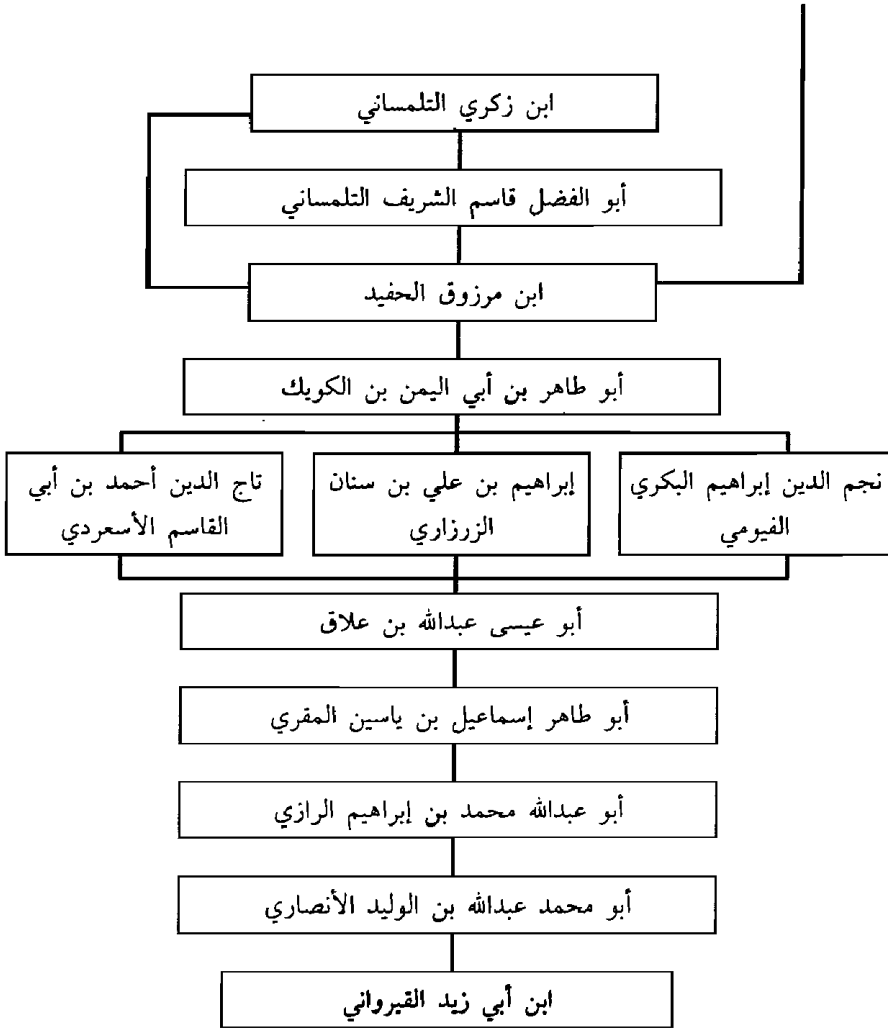 ابن زكري التلمساني
أبو الفضل قاسم الشريف التلمساني
ابن مرزوق الحفيد
أبو طاهر بن أبي اليمن بن الكويك
نجم الدين إبراهيم البكري
الفيومي
إبراهيم بن علي بن سنان
الزرزاري
تاج الدين أحمد بن أبي
القاسم الأسعردي
أبو عيسى عبدالله بن علاق
أبو طاهر إسماعيل بن ياسين المقري
أبو عبدالله محمد بن إبراهيم الرازي
أبو محمد عبدالله بن الوليد الأنصاري
ابن أبي زيد القيرواني